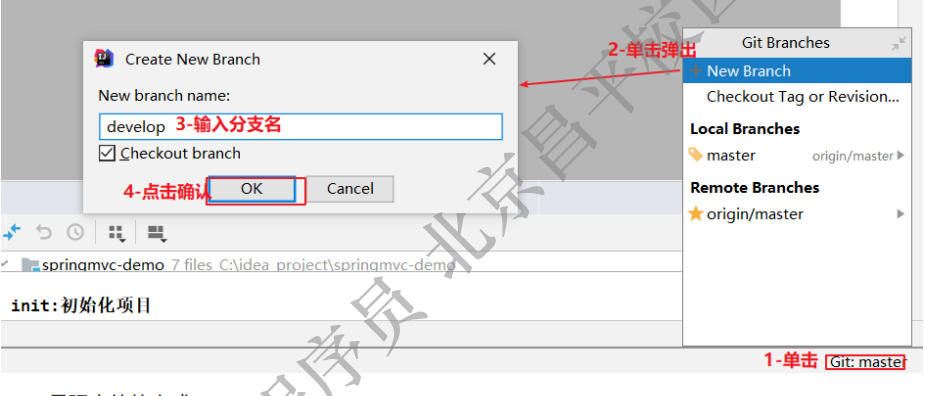 2-单击弹出
Git Branches
Create New Branch
+ New Branch
New branch name:
Checkout Tag or Revision...
develop 3-输入分支名
Local Branches
Checkout branch
master origin/master
4-点击确认 OK Cancel
Remote Branches
origin/master
springmvc-demo 7 files C:\idea_project\springmvc-demo
init:初始化项目
1-单击 Git: master
程序员 北京昌平校区